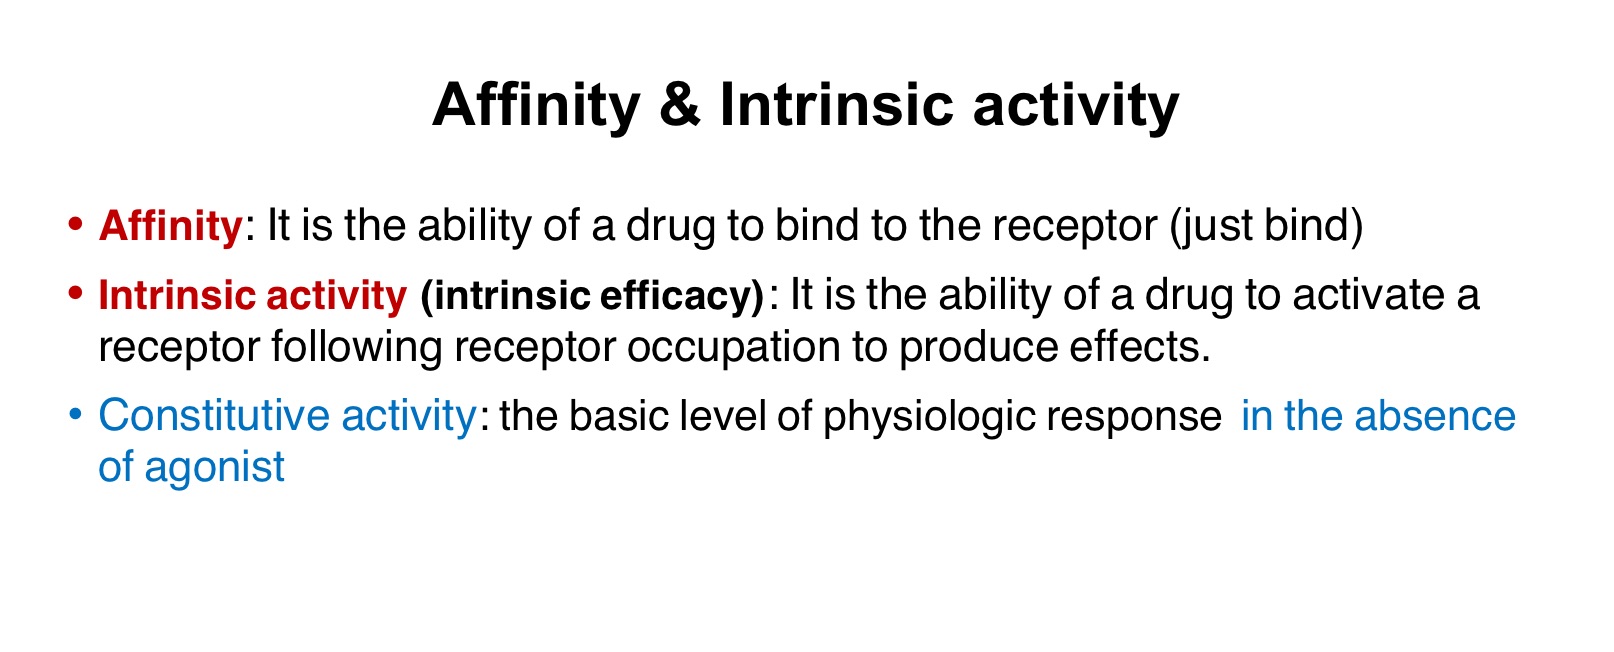 Affinity & Intrinsic activity
• Affinity: It is the ability of a drug to bind to the receptor (just bind)
• Intrinsic activity (intrinsic efficacy): It is the ability of a drug to activate a
receptor following receptor occupation to produce effects.
• Constitutive activity: the basic level of physiologic response  in the absence
of agonist